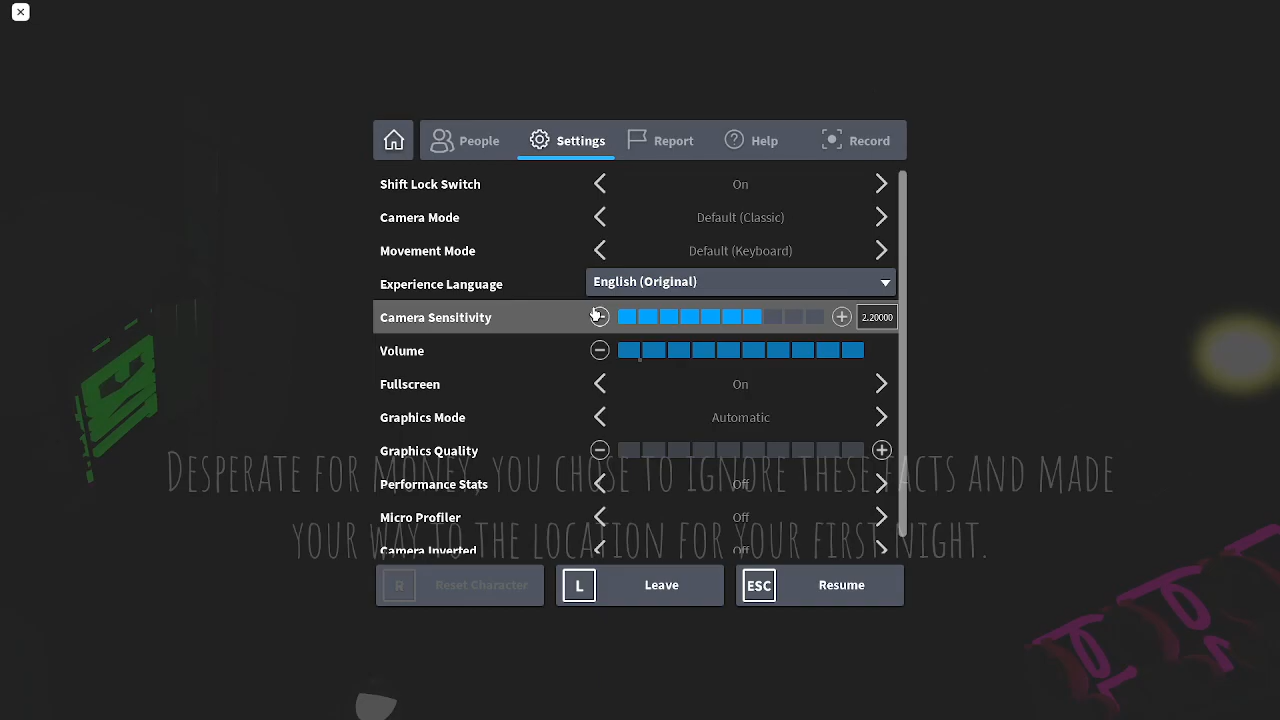 People Settings Report Help Record
Shift Lock Switch On
Camera Mode Default (Classic)
Movement Mode Default (Keyboard)
Experience Language English (Original)
Camera Sensitivity 2.20000
Volume
Fullscreen On
Graphics Mode Automatic
Graphics Quality
DESPERATE FOR MONEY, YOU CHOSE TO IGNORE THESE FACTS AND MADE
Performance Stats Off
Micro Profiler Off
YOUR WAY TO THE LOCATION FOR YOUR FIRST NIGHT.
Camera Inverted Off
R Reset Character L Leave ESC Resume